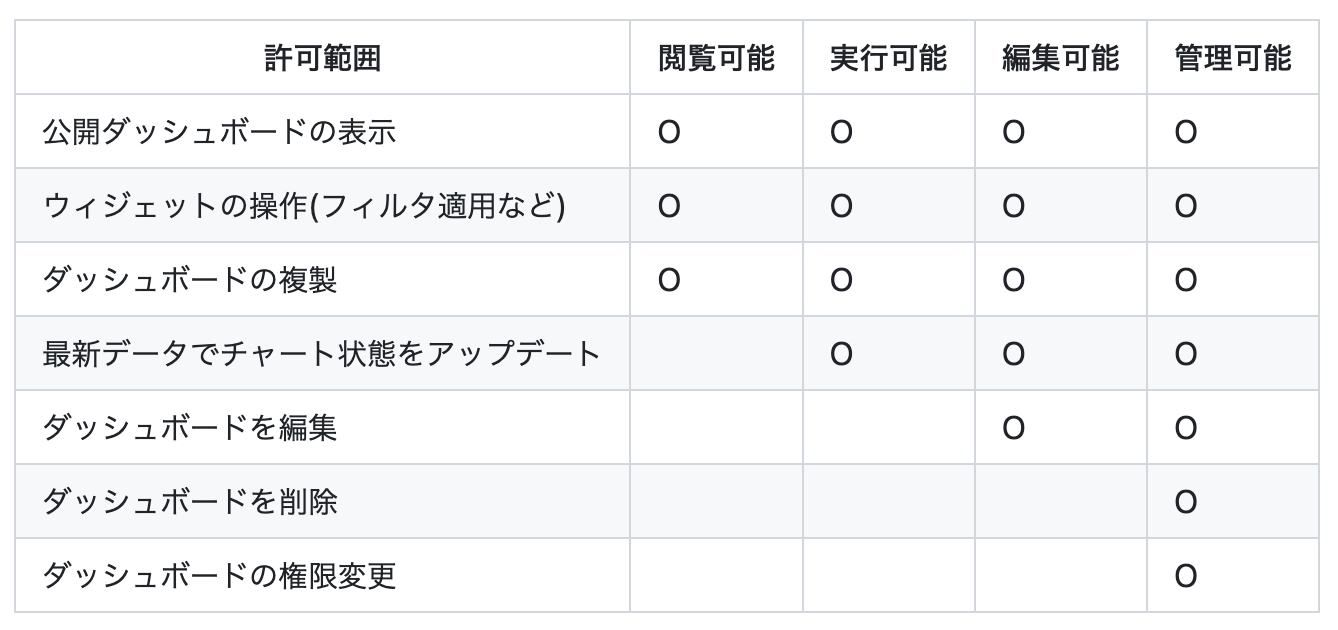 許可範囲 閲覧可能 実行可能 編集可能 管理可能
公開ダッシュボードの表示 O O O O
ウィジェットの操作(フィルタ適用など) O O O O
ダッシュボードの複製 O O O O
最新データでチャート状態をアップデート O O O
ダッシュボードを編集 O O
ダッシュボードを削除 O
ダッシュボードの権限変更 O